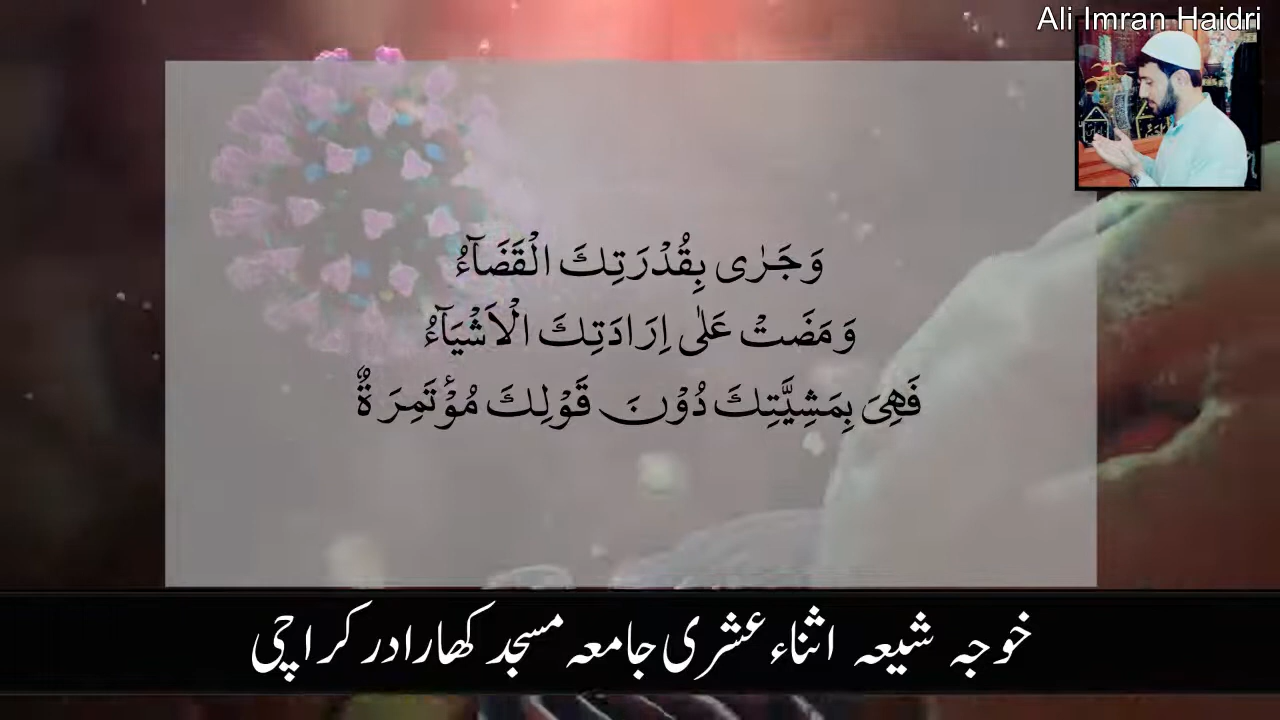 Ali Imran Haidri
وَ جَرٰى بِقُدْرَتِكَ الْقَضَآءُ
وَ مَضَتْ عَلٰى اِرَادَتِكَ الْاَشْيَآءُ
فَهِىَ بِمَشِيَّتِكَ دُوْنَ قَوْلِكَ مُؤْتَمِرَةٌ
خوجہ شیعہ اثناء عشری جامعہ مسجد کھارادر کراچی